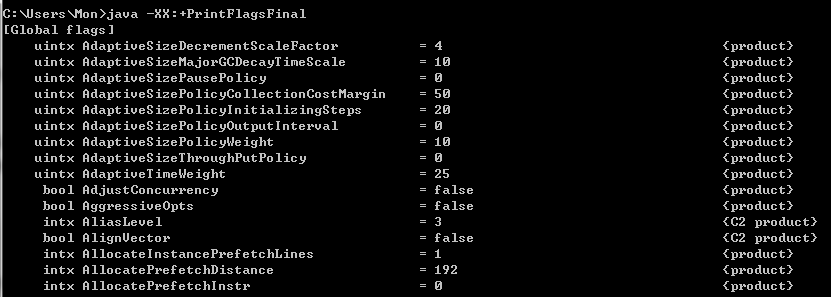 C:\Users\Mon>java -XX:+PrintFlagsFinal
[Global flags]
uintx AdaptiveSizeDecrementScaleFactor = 4 {product}
uintx AdaptiveSizeMajorGCDecayTimeScale = 10 {product}
uintx AdaptiveSizePausePolicy = 0 {product}
uintx AdaptiveSizePolicyCollectionCostMargin = 50 {product}
uintx AdaptiveSizePolicyInitializingSteps = 20 {product}
uintx AdaptiveSizePolicyOutputInterval = 0 {product}
uintx AdaptiveSizePolicyWeight = 10 {product}
uintx AdaptiveSizeThroughPutPolicy = 0 {product}
uintx AdaptiveTimeWeight = 25 {product}
bool AdjustConcurrency = false {product}
bool AggressiveOpts = false {product}
intx AliasLevel = 3 {C2 product}
bool AlignVector = false {C2 product}
intx AllocateInstancePrefetchLines = 1 {product}
intx AllocatePrefetchDistance = 192 {product}
intx AllocatePrefetchInstr = 0 {product}